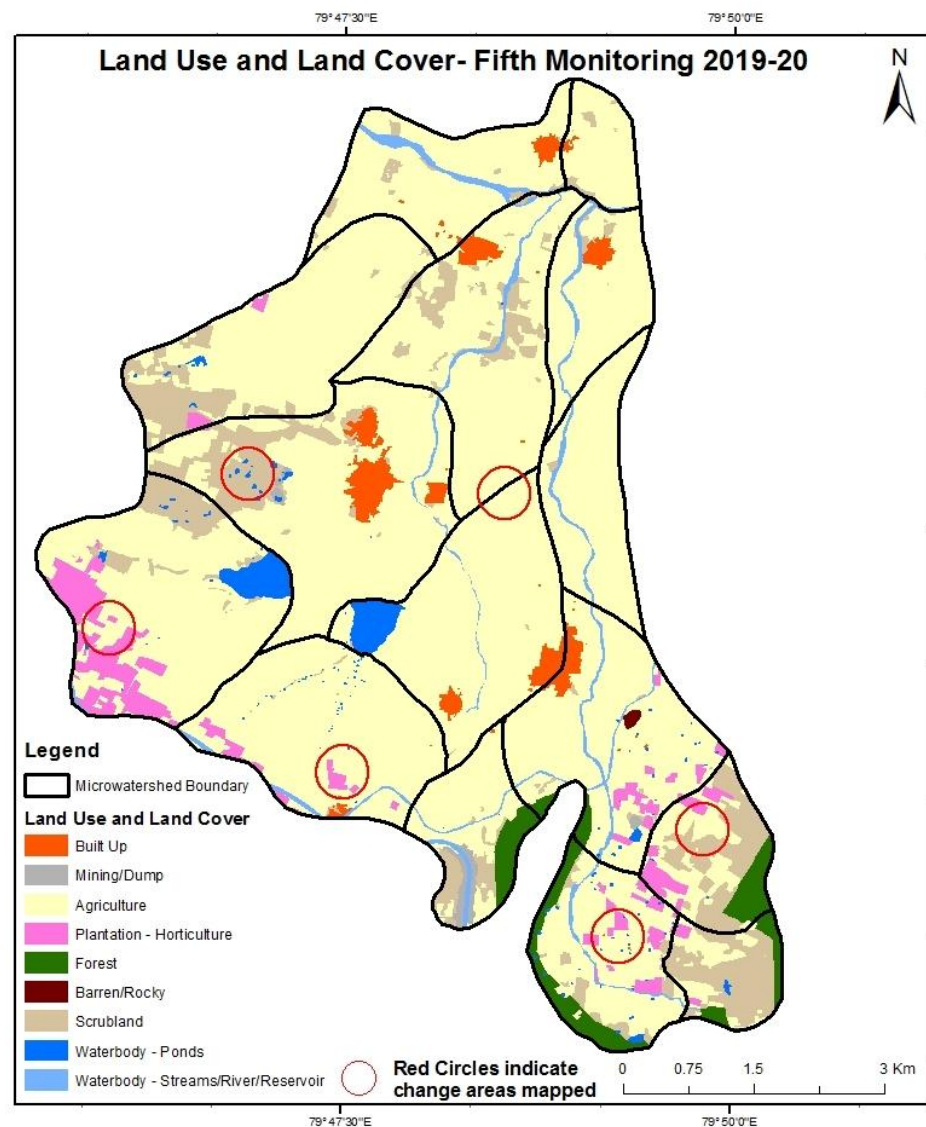 79°47'30"E
79°50'0"E
Land Use and Land Cover- Fifth Monitoring 2019-20
N
Legend
Microwatershed Boundary
Land Use and Land Cover
Built Up
Mining/Dump
Agriculture
Plantation - Horticulture
Forest
Barren/Rocky
Scrubland
Waterbody - Ponds
Waterbody - Streams/River/Reservoir
Red Circles indicate
change areas mapped
0 0.75 1.5 3 Km
79°47'30"E
79°50'0"E